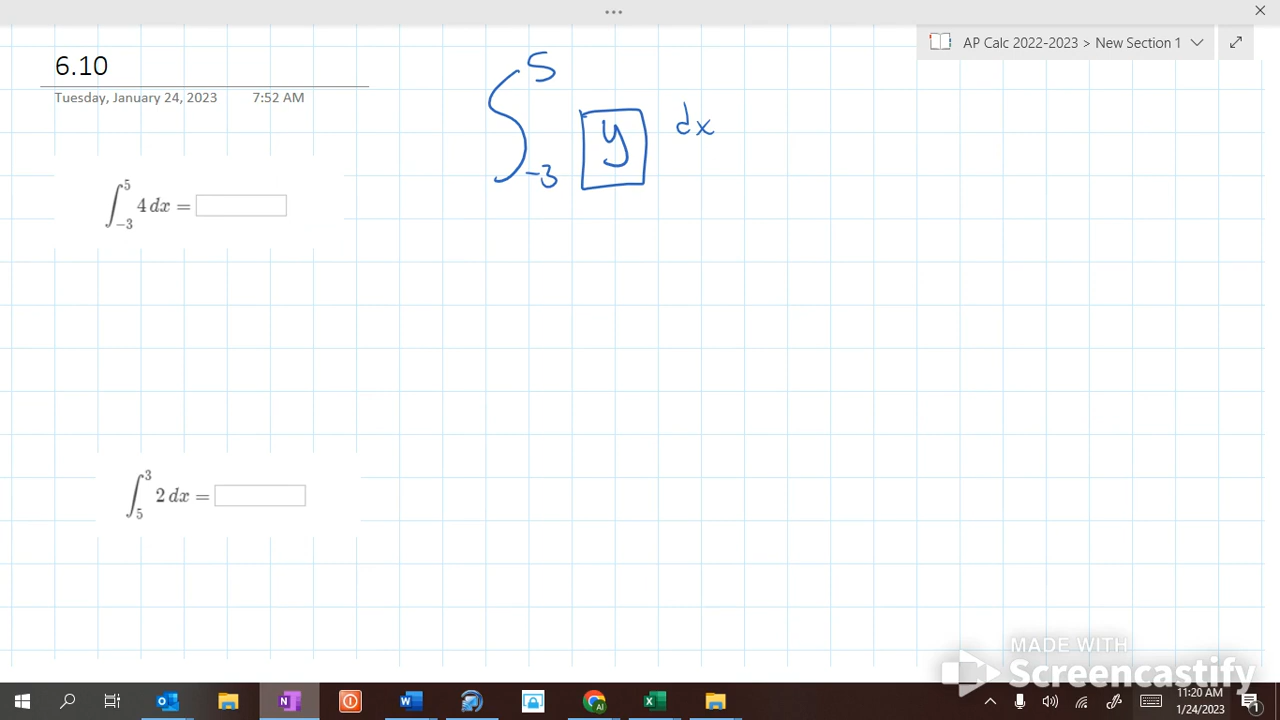 ...
AP Calc 2022-2023 > New Section 1
6.10
Tuesday, January 24, 2023 7:52 AM
∫_{-3}^{5} y dx
∫_{-3}^{5} 4 dx =
∫_{5}^{3} 2 dx =
MADE WITH
Screencastify
11:20 AM
1/24/2023
1